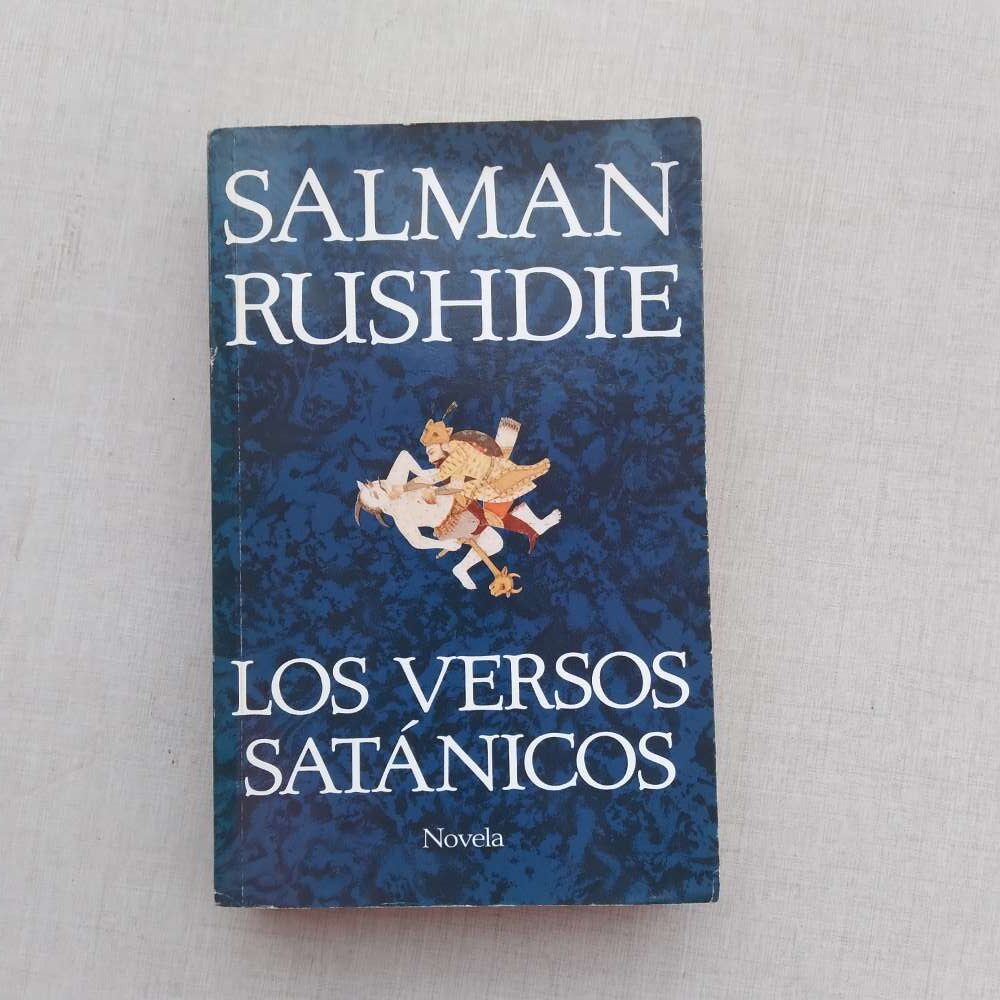 SALMAN
RUSHDIE
LOS VERSOS
SATÁNICOS
Novela